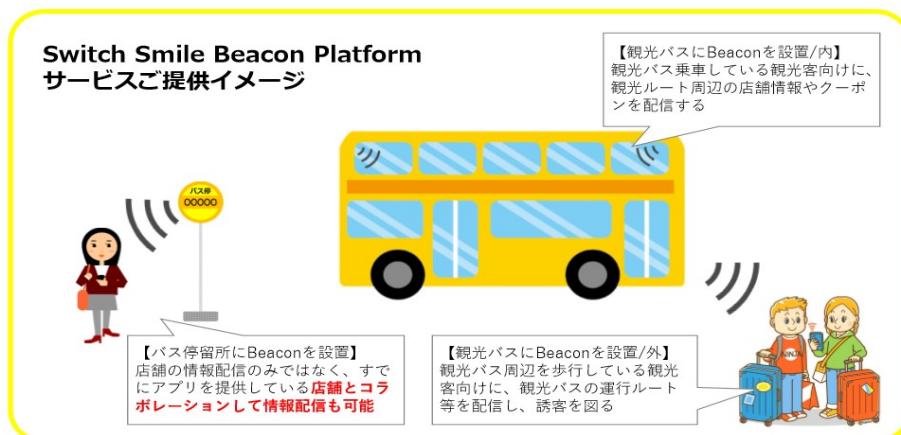 Switch Smile Beacon Platform
サービスご提供イメージ
【観光バスにBeaconを設置/内】
観光バス乗車している観光客向けに、
観光ルート周辺の店舗情報やクーポ
ンを配信する
バス停
OOOOO
【バス停留所にBeaconを設置】
店舗の情報配信のみではなく、すで
にアプリを提供している店舗とコラ
ボレーションして情報配信も可能
【観光バスにBeaconを設置/外】
観光バス周辺を歩行している観光
客向けに、観光バスの運行ルート
等を配信し、誘客を図る
NINJA